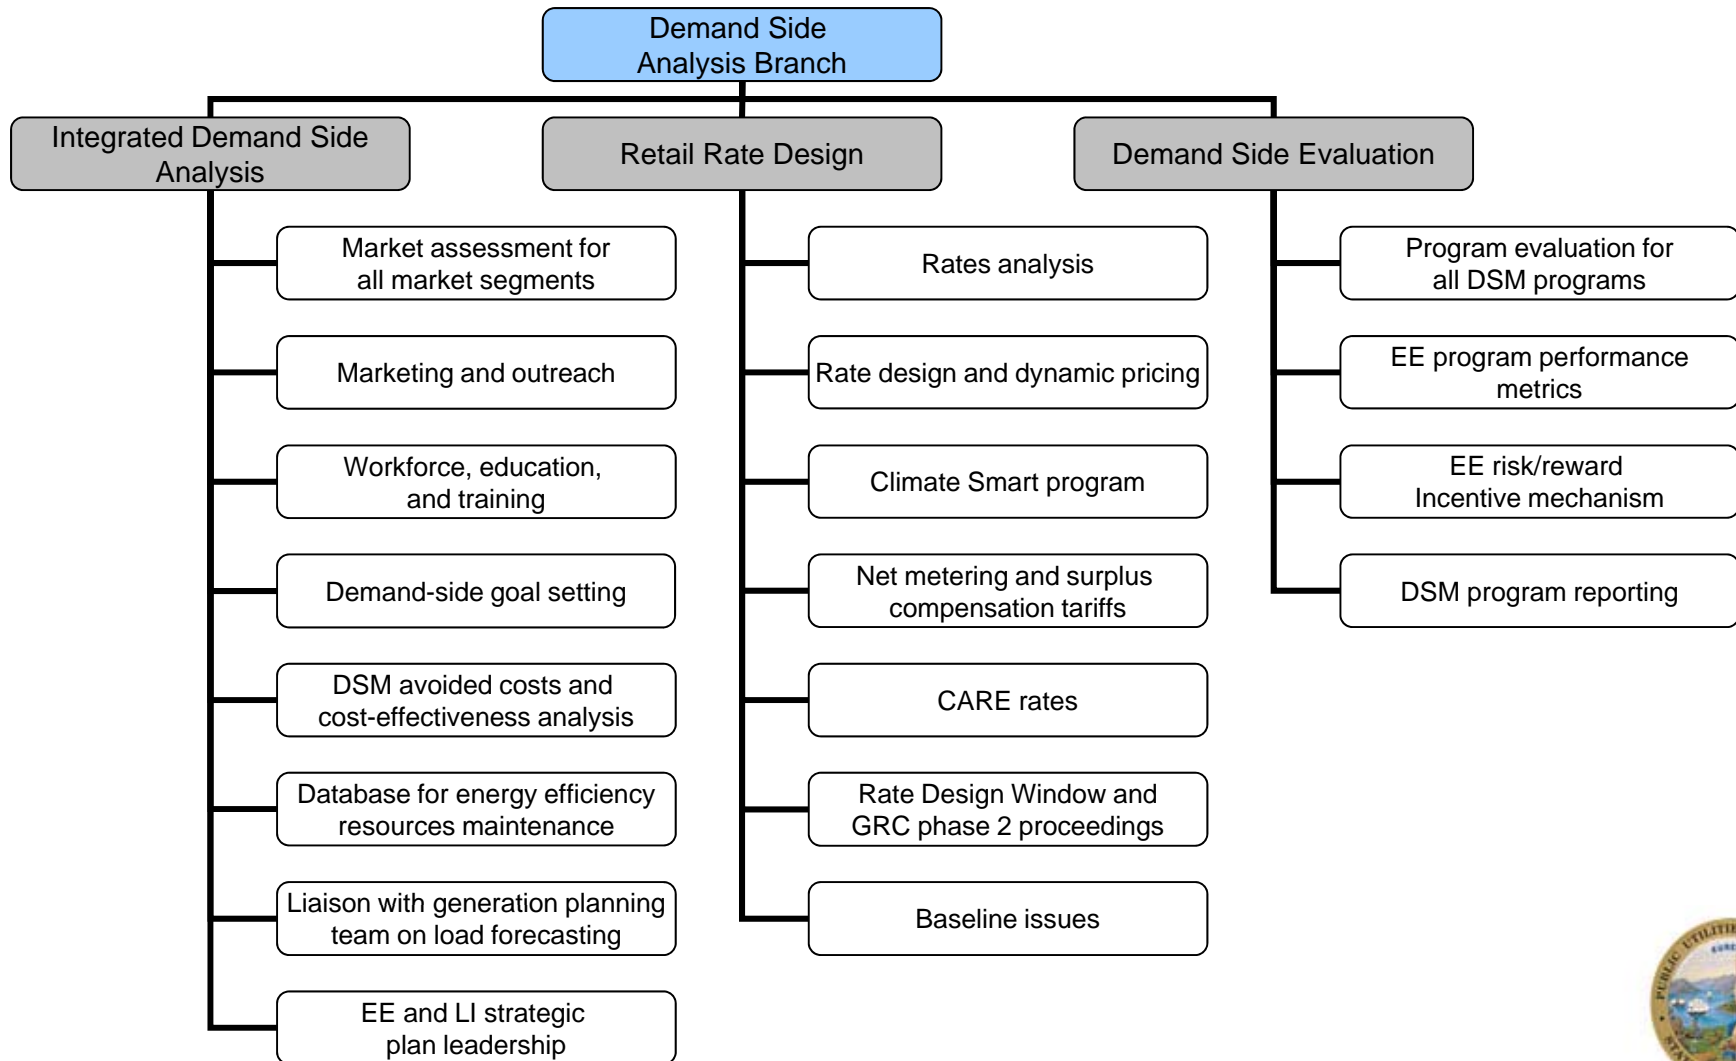 Demand Side
Analysis Branch
Integrated Demand Side
Analysis
Retail Rate Design
Demand Side Evaluation
Market assessment for
all market segments
Marketing and outreach
Workforce, education,
and training
Demand-side goal setting
DSM avoided costs and
cost-effectiveness analysis
Database for energy efficiency
resources maintenance
Liaison with generation planning
team on load forecasting
EE and LI strategic
plan leadership
Rates analysis
Rate design and dynamic pricing
Climate Smart program
Net metering and surplus
compensation tariffs
CARE rates
Rate Design Window and
GRC phase 2 proceedings
Baseline issues
Program evaluation for
all DSM programs
EE program performance
metrics
EE risk/reward
Incentive mechanism
DSM program reporting
PUBLIC UTILITIE